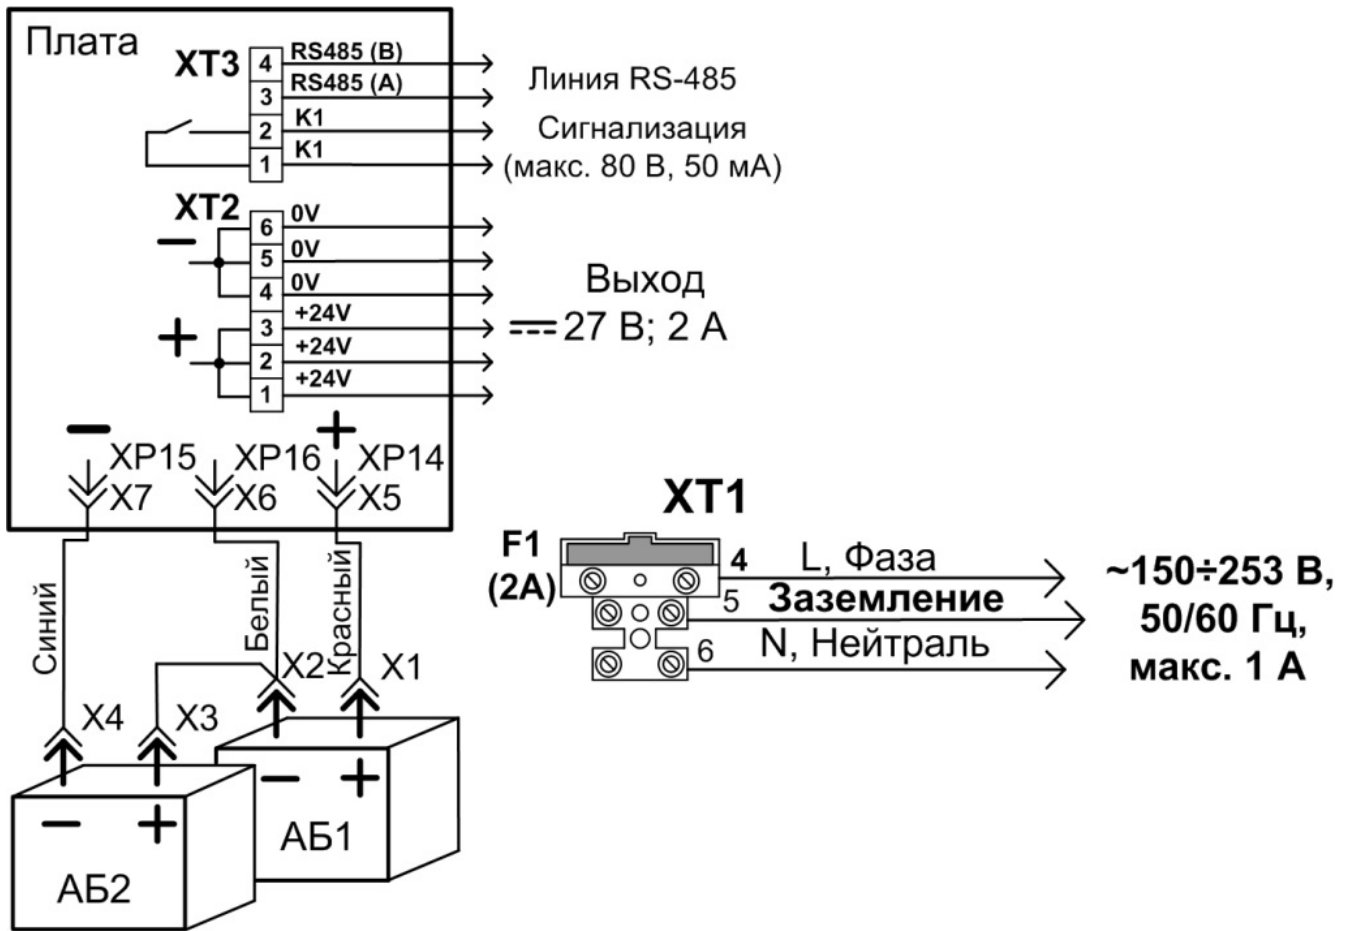 Плата
XT3
4 RS485 (B)
3 RS485 (A)
2 K1
1 K1
Линия RS-485
Сигнализация
(макс. 80 В, 50 мА)
XT2
6 0V
5 0V
4 0V
3 +24V
2 +24V
1 +24V
Выход
27 В; 2 А
XP15 XP16 XP14
X7 X6 X5
Синий
Белый
Красный
X2 X1
X4 X3
АБ1
АБ2
XT1
F1
(2A)
4 L, Фаза
5 Заземление
6 N, Нейтраль
~150÷253 В,
50/60 Гц,
макс. 1 А